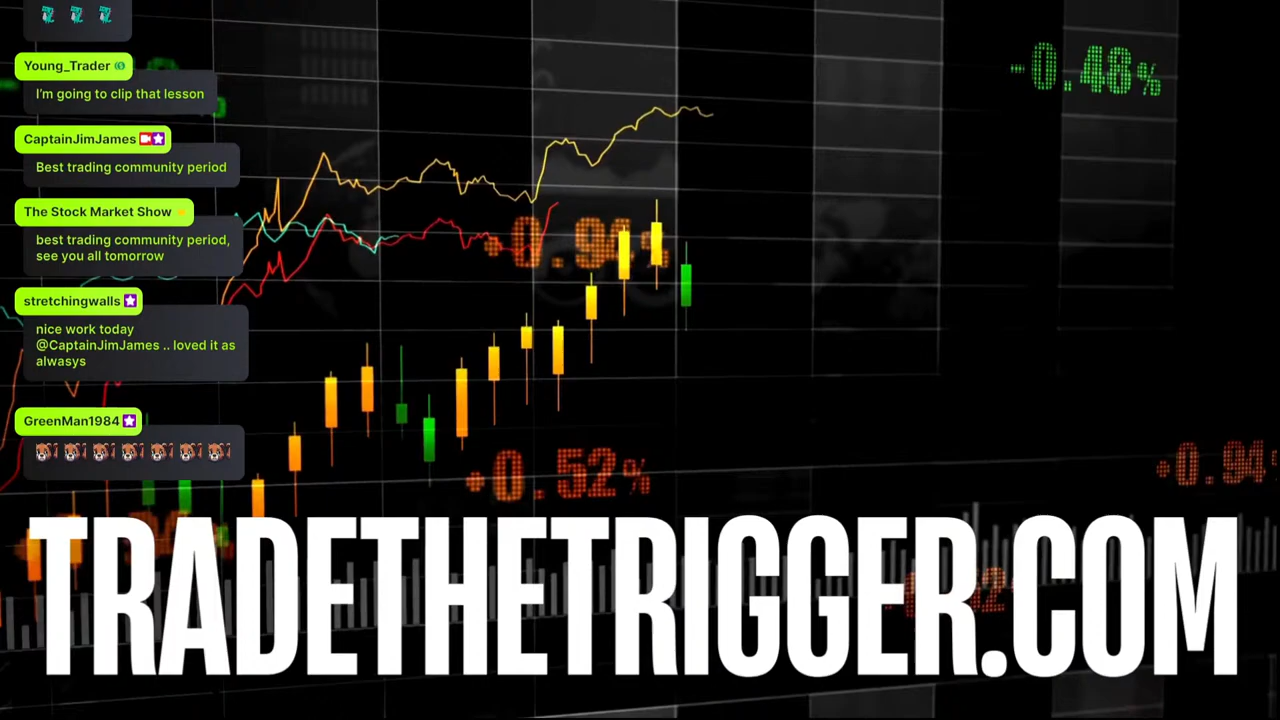 Young_Trader
I'm going to clip that lesson
CaptainJimJames
Best trading community period
The Stock Market Show
best trading community period,
see you all tomorrow
stretchingwalls
nice work today
@CaptainJimJames .. loved it as
alwasys
GreenMan1984
-0.48%
+0.94%
+0.52%
+0.94
TRADETHETRIGGER.COM